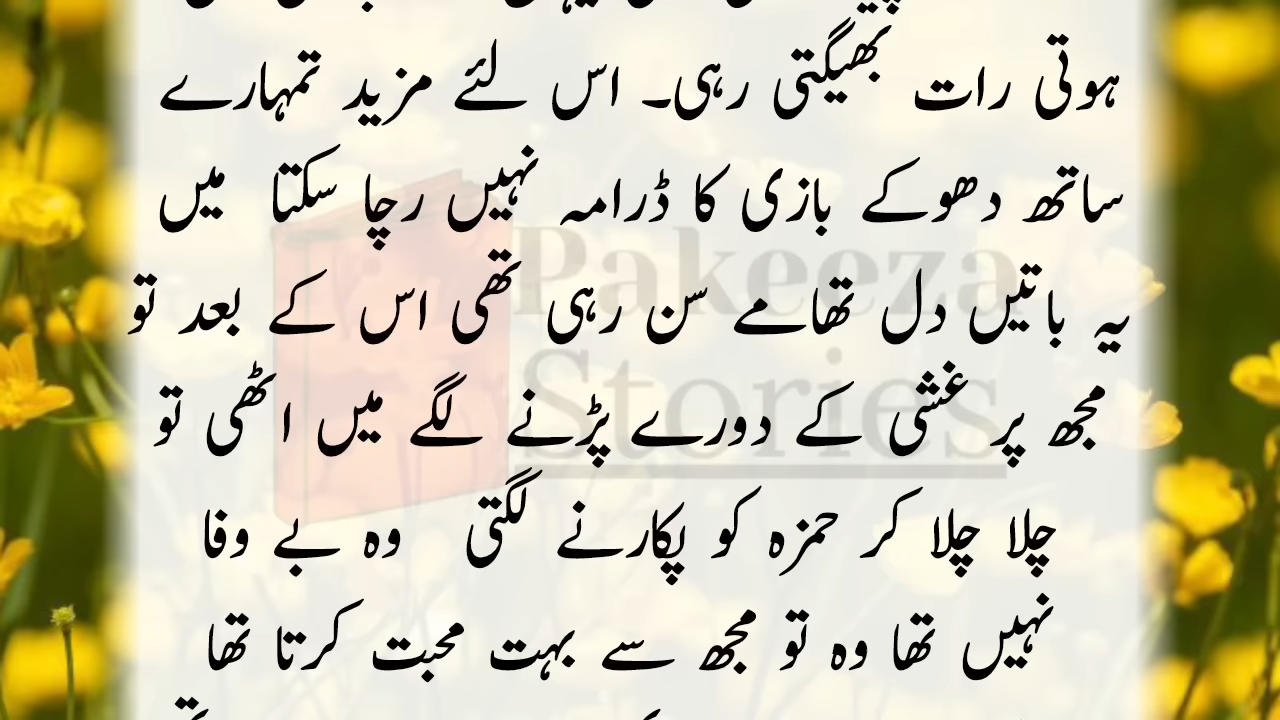 ہوتی رات بھیگتی رہی۔ اس لئے مزید تمہارے
ساتھ دھوکے بازی کا ڈرامہ نہیں رچا سکتا میں
یہ باتیں دل تھامے سن رہی تھی اس کے بعد تو
مجھ پر غشی کے دورے پڑنے لگے میں اٹھی تو
چلا چلا کر حمزہ کو پکارنے لگتی وہ بے وفا
نہیں تھا وہ تو مجھ سے بہت محبت کرتا تھا
Pakeeza
Stories